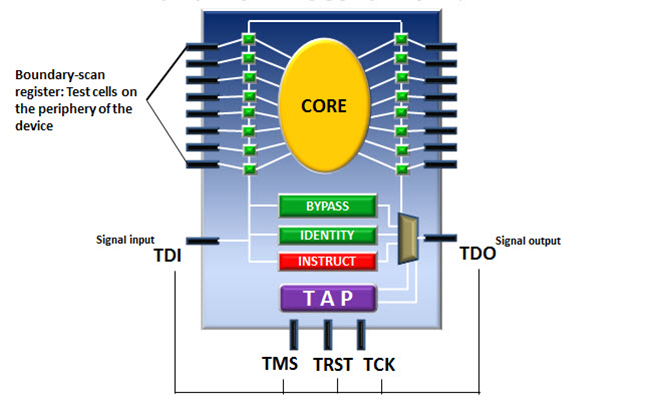 Boundary-scan
register: Test cells on
the periphery of the
device
CORE
BYPASS
IDENTITY
INSTRUCT
TAP
Signal input
TDI
Signal output
TDO
TMS
TRST
TCK